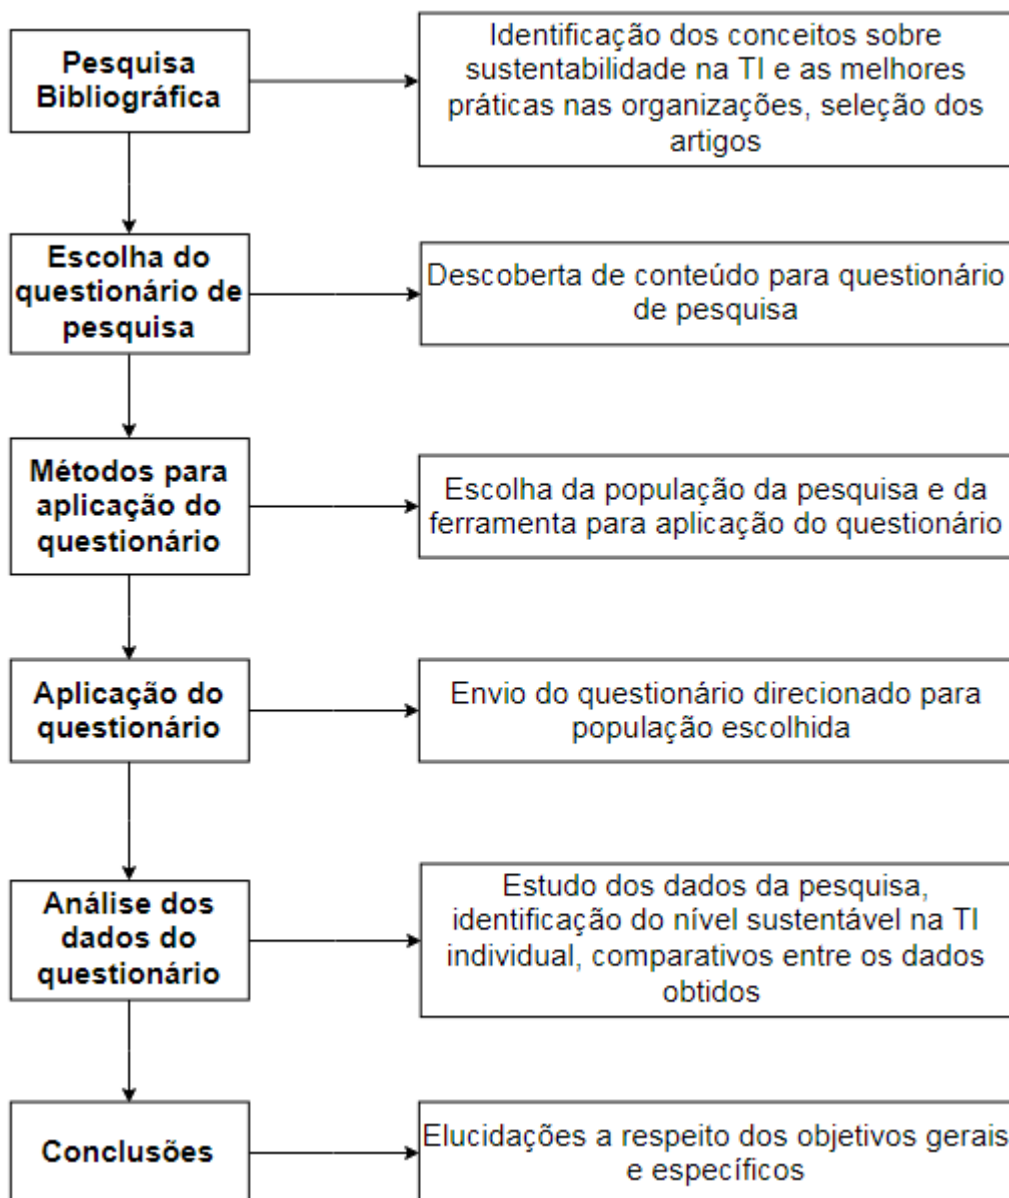 Pesquisa
Bibliográfica
Identificação dos conceitos sobre
sustentabilidade na TI e as melhores
práticas nas organizações, seleção dos
artigos
Escolha do
questionário de
pesquisa
Descoberta de conteúdo para questionário
de pesquisa
Métodos para
aplicação do
questionário
Escolha da população da pesquisa e da
ferramenta para aplicação do questionário
Aplicação do
questionário
Envio do questionário direcionado para
população escolhida
Análise dos
dados do
questionário
Estudo dos dados da pesquisa,
identificação do nível sustentável na TI
individual, comparativos entre os dados
obtidos
Conclusões
Elucidações a respeito dos objetivos gerais
e específicos